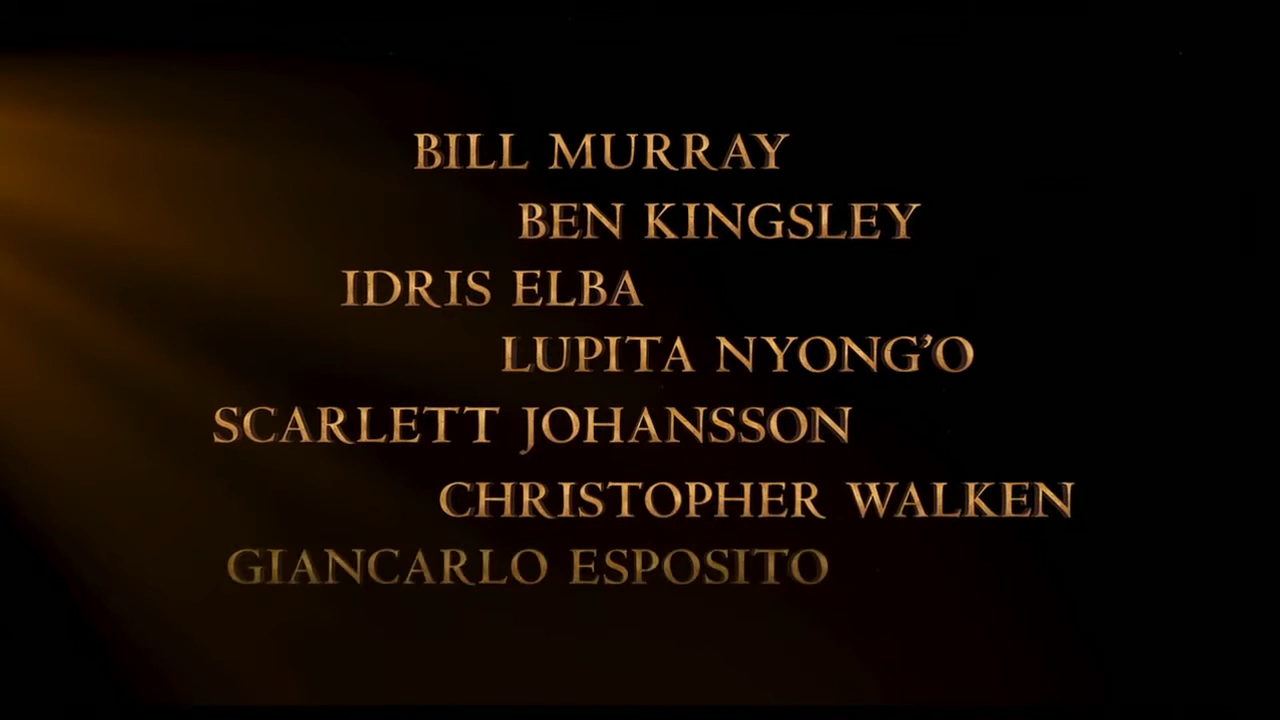 BILL MURRAY
BEN KINGSLEY
IDRIS ELBA
LUPITA NYONG'O
SCARLETT JOHANSSON
CHRISTOPHER WALKEN
GIANCARLO ESPOSITO